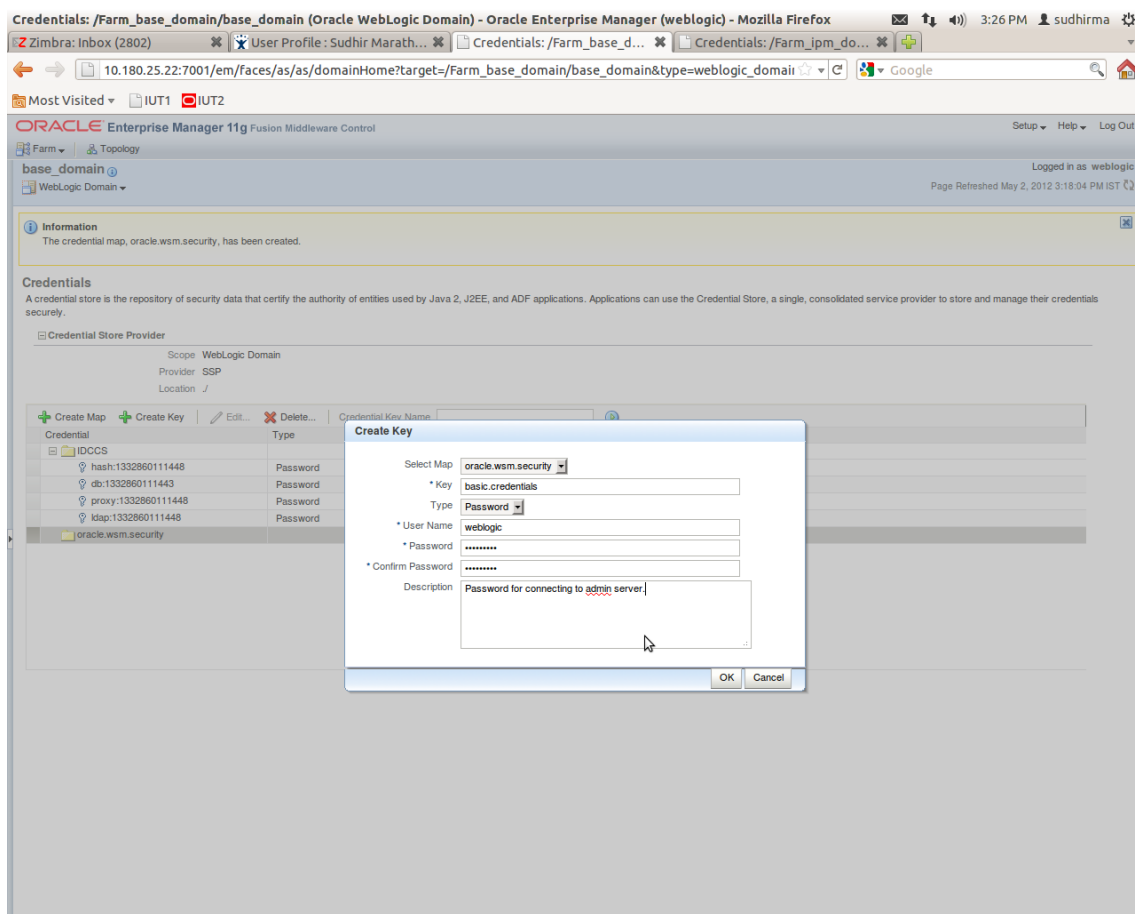 Credentials: /Farm_base_domain/base_domain (Oracle WebLogic Domain) - Oracle Enterprise Manager (weblogic) - Mozilla Firefox 3:26 PM sudhirma
Zimbra: Inbox (2802) User Profile : Sudhir Marath... Credentials: /Farm_base_d... Credentials: /Farm_ipm_do...
10.180.25.22:7001/em/faces/as/as/domainHome?target=/Farm_base_domain/base_domain&type=weblogic_domain Google
Most Visited IUT1 IUT2
ORACLE Enterprise Manager 11g Fusion Middleware Control Setup Help Log Out
Farm Topology
base_domain Logged in as weblogic
WebLogic Domain Page Refreshed May 2, 2012 3:18:04 PM IST
Information
The credential map, oracle.wsm.security, has been created.
Credentials
A credential store is the repository of security data that certify the authority of entities used by Java 2, J2EE, and ADF applications. Applications can use the Credential Store, a single, consolidated service provider to store and manage their credentials
securely.
Credential Store Provider
Scope WebLogic Domain
Provider SSP
Location ./
Create Map Create Key Edit... Delete... Credential Key Name
Credential Type
IDCCS
hash:1332860111448 Password
db:1332860111443 Password
proxy:1332860111448 Password
ldap:1332860111448 Password
oracle.wsm.security
Create Key
Select Map oracle.wsm.security
* Key basic.credentials
Type Password
* User Name weblogic
* Password •••••••••
* Confirm Password •••••••••
Description Password for connecting to admin server.
OK Cancel